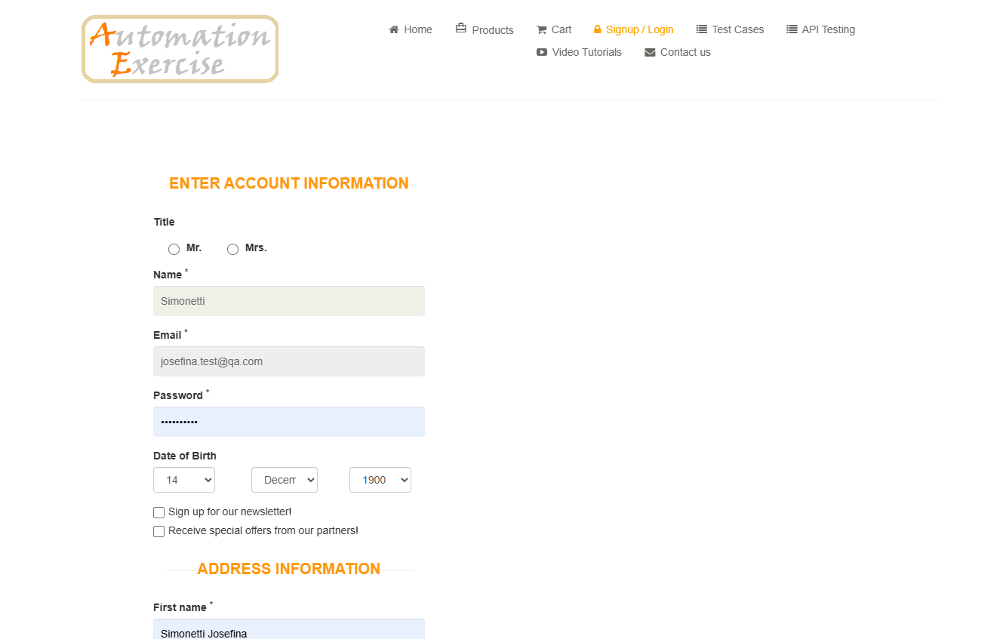 Automation
Exercise
Home Products Cart Signup / Login Test Cases API Testing
Video Tutorials Contact us
ENTER ACCOUNT INFORMATION
Title
Mr. Mrs.
Name *
Simonetti
Email *
josefina.test@qa.com
Password *
••••••••••
Date of Birth
14 Decem 1900
Sign up for our newsletter!
Receive special offers from our partners!
ADDRESS INFORMATION
First name *
Simonetti Josefina